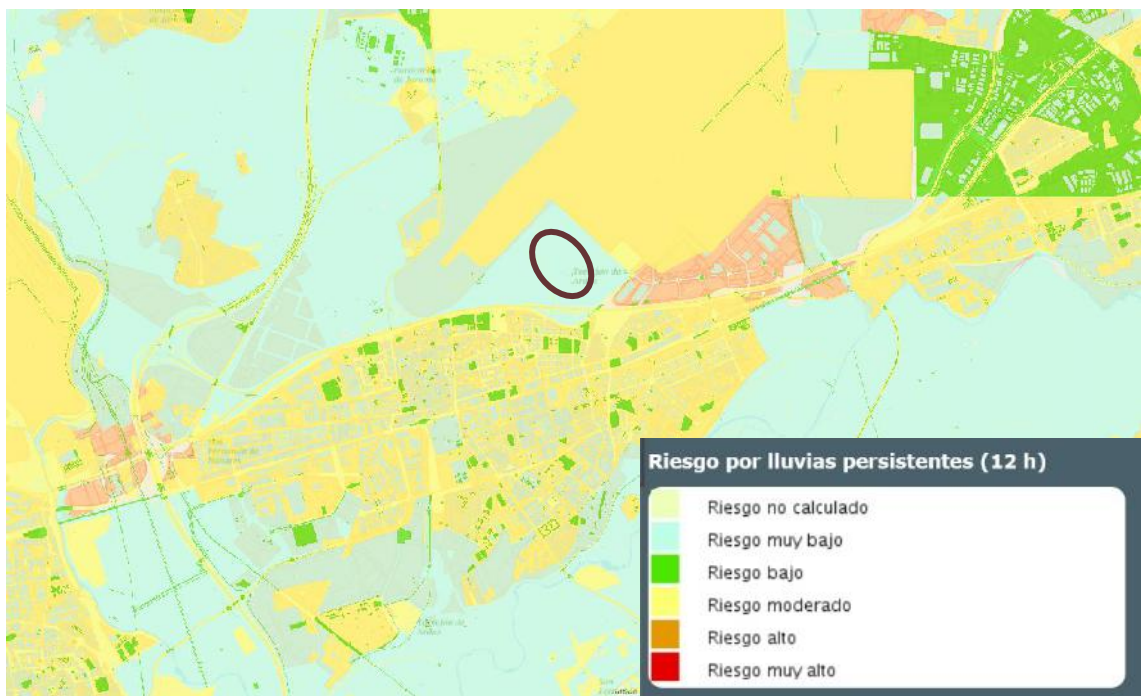 Riesgo por lluvias persistentes (12 h)
Riesgo no calculado
Riesgo muy bajo
Riesgo bajo
Riesgo moderado
Riesgo alto
Riesgo muy alto